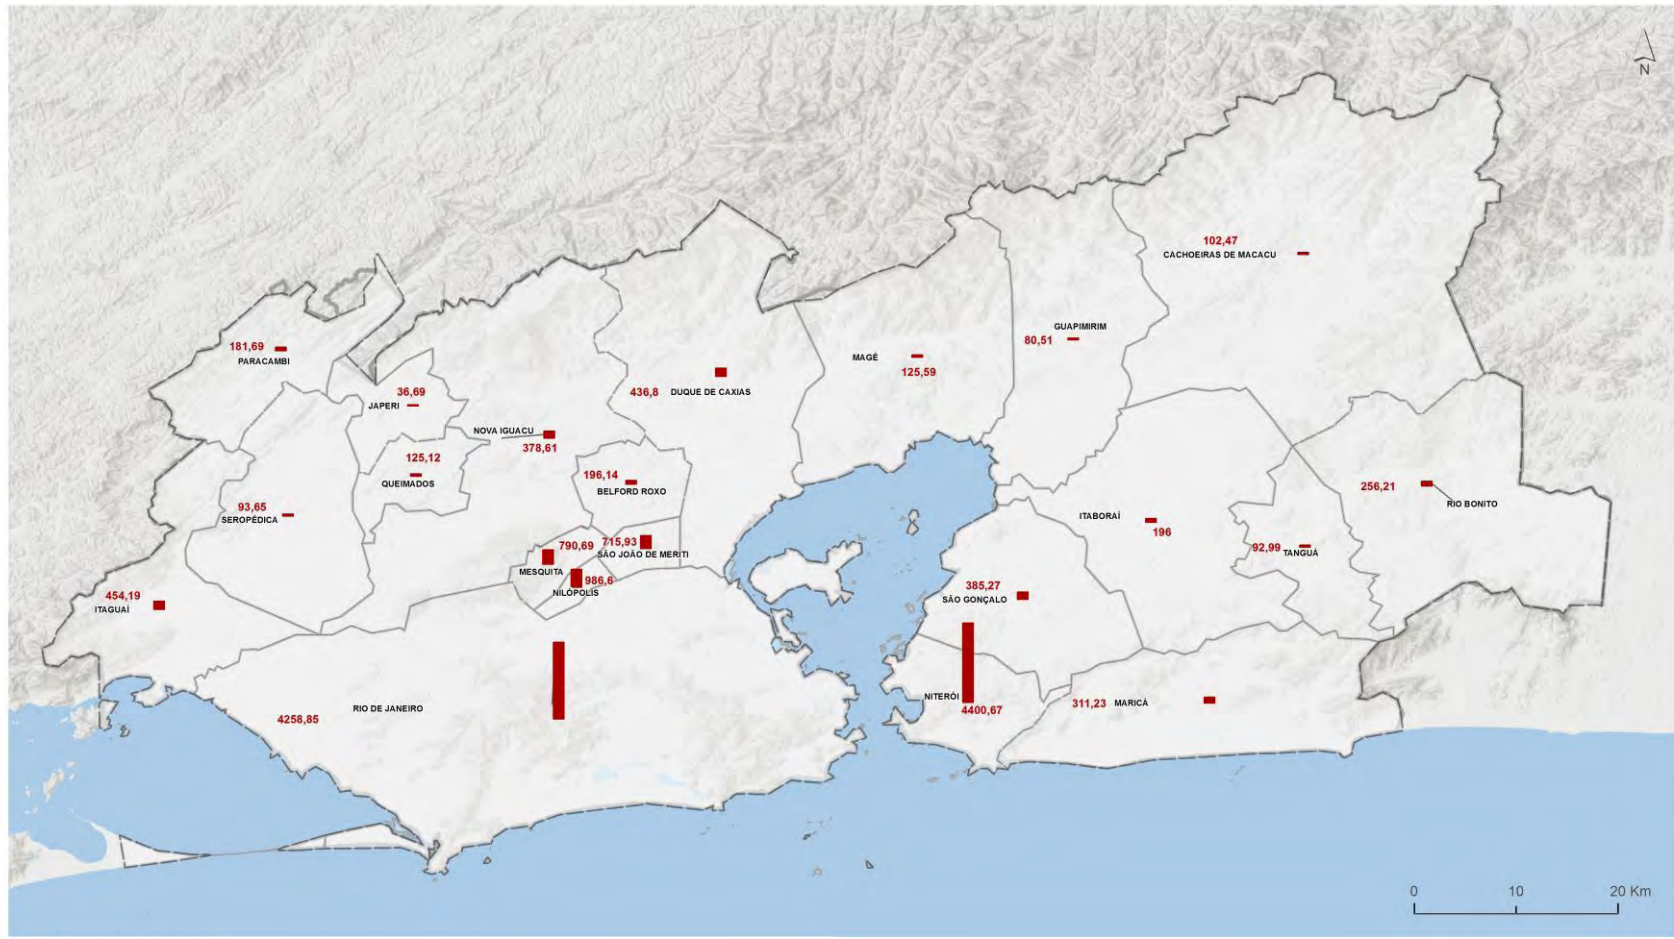 N
102,47
CACHOEIRAS DE MACACU
GUAPIMIRIM
80,51
181,69
PARACAMBI
MAGÉ
125,59
36,69
JAPERI
436,8
DUQUE DE CAXIAS
NOVA IGUACU
378,61
125,12
QUEIMADOS
196,14
BELFORD ROXO
256,21
RIO BONITO
93,65
SEROPÉDICA
ITABORAÍ
196
790,69
MESQUITA
715,93
SÃO JOÃO DE MERITI
92,99
TANGUÁ
986,6
NILÓPOLIS
454,19
ITAGUAÍ
385,27
SÃO GONÇALO
NITERÓI
4400,67
311,23
MARICÁ
RIO DE JANEIRO
4258,85
0
10
20 Km